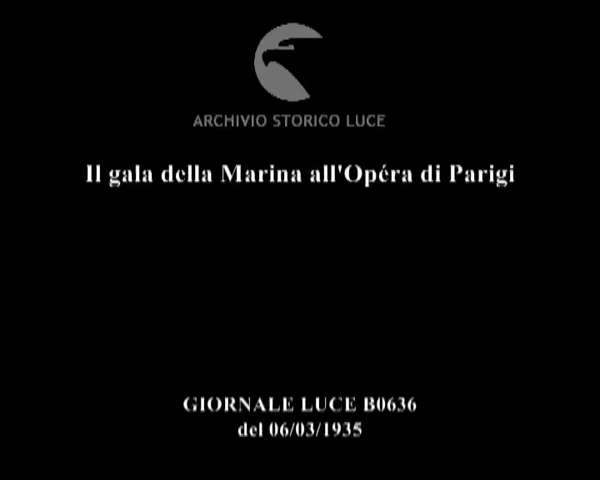 ARCHIVIO STORICO LUCE
Il gala della Marina all'Opéra di Parigi
GIORNALE LUCE B0636
del 06/03/1935